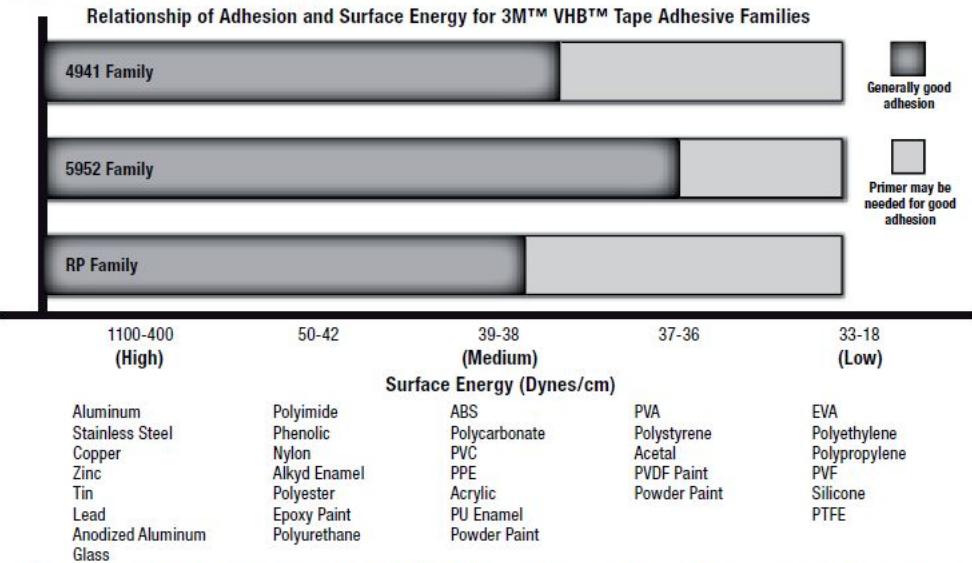 Relationship of Adhesion and Surface Energy for 3M™ VHB™ Tape Adhesive Families
4941 Family
Generally good
adhesion
5952 Family
Primer may be
needed for good
adhesion
RP Family
1100-400 50-42 39-38 37-36 33-18
(High) (Medium) (Low)
Surface Energy (Dynes/cm)
Aluminum Polyimide ABS PVA EVA
Stainless Steel Phenolic Polycarbonate Polystyrene Polyethylene
Copper Nylon PVC Acetal Polypropylene
Zinc Alkyd Enamel PPE PVDF Paint PVF
Tin Polyester Acrylic Powder Paint Silicone
Lead Epoxy Paint PU Enamel PTFE
Anodized Aluminum Polyurethane Powder Paint
Glass